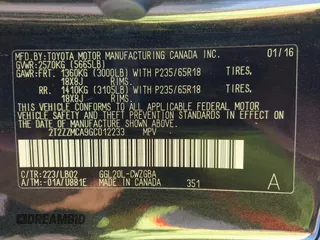 MFD. BY: TOYOTA MOTOR MANUFACTURING CANADA INC. 01/16
GVWR:2570KG (5665LB)
GAWR:FRT. 1360KG (3000LB) WITH P235/65R18 TIRES,
18X8J RIMS,
RR. 1410KG (3105LB) WITH P235/65R18 TIRES,
18X8J RIMS,
THIS VEHICLE CONFORMS TO ALL APPLICABLE FEDERAL
MOTOR VEHICLE SAFETY, BUMPER, AND THEFT PREVENTION
STANDARDS IN EFFECT ON THE DATE OF MANUFACTURE
SHOWN ABOVE.
2T2ZZMCA9GC012233 MPV
C/TR:223/LB02 GGL20L-CWZGBA
A/TM:-01A/U881E
MADE IN CANADA 351 A
DREAMBID